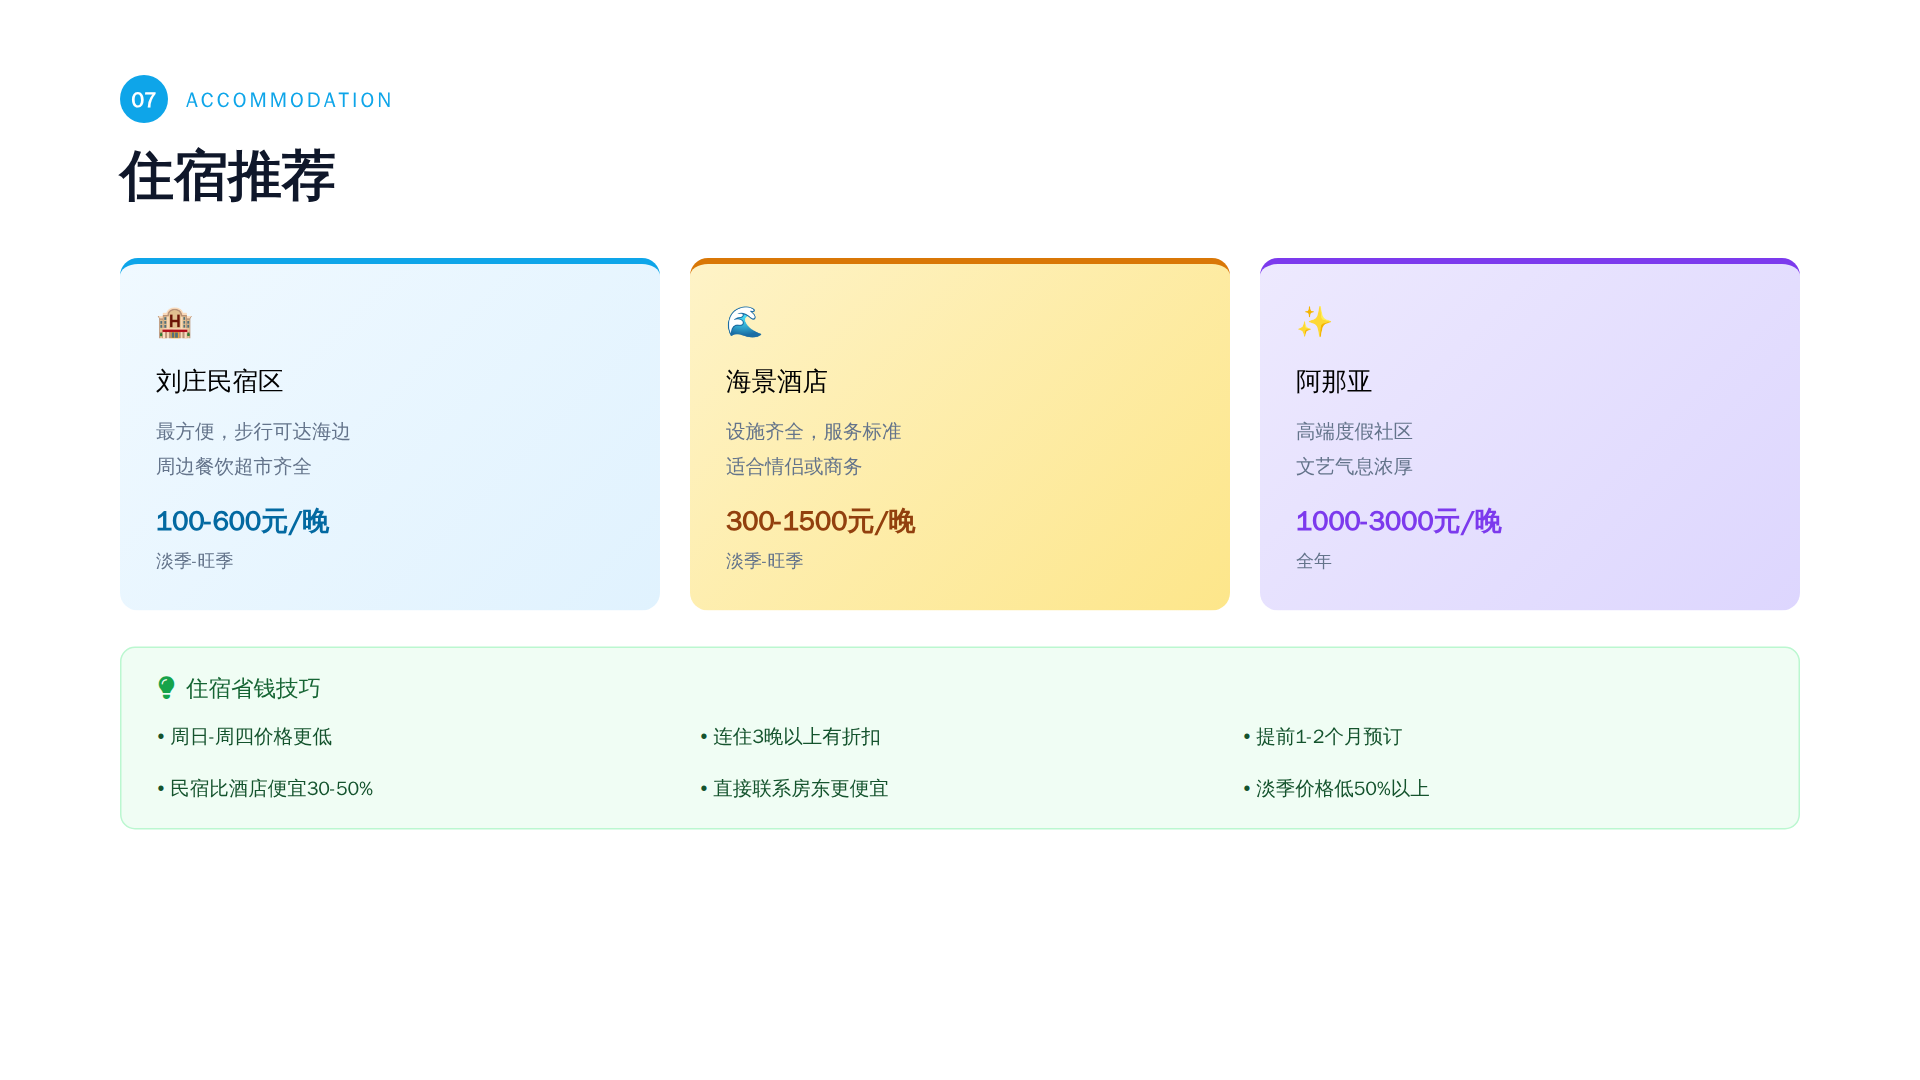 07 ACCOMMODATION
住宿推荐
刘庄民宿区
最方便，步行可达海边
周边餐饮超市齐全
100-600元/晚
淡季-旺季
海景酒店
设施齐全，服务标准
适合情侣或商务
300-1500元/晚
淡季-旺季
阿那亚
高端度假社区
文艺气息浓厚
1000-3000元/晚
全年
住宿省钱技巧
• 周日-周四价格更低
• 连住3晚以上有折扣
• 提前1-2个月预订
• 民宿比酒店便宜30-50%
• 直接联系房东更便宜
• 淡季价格低50%以上